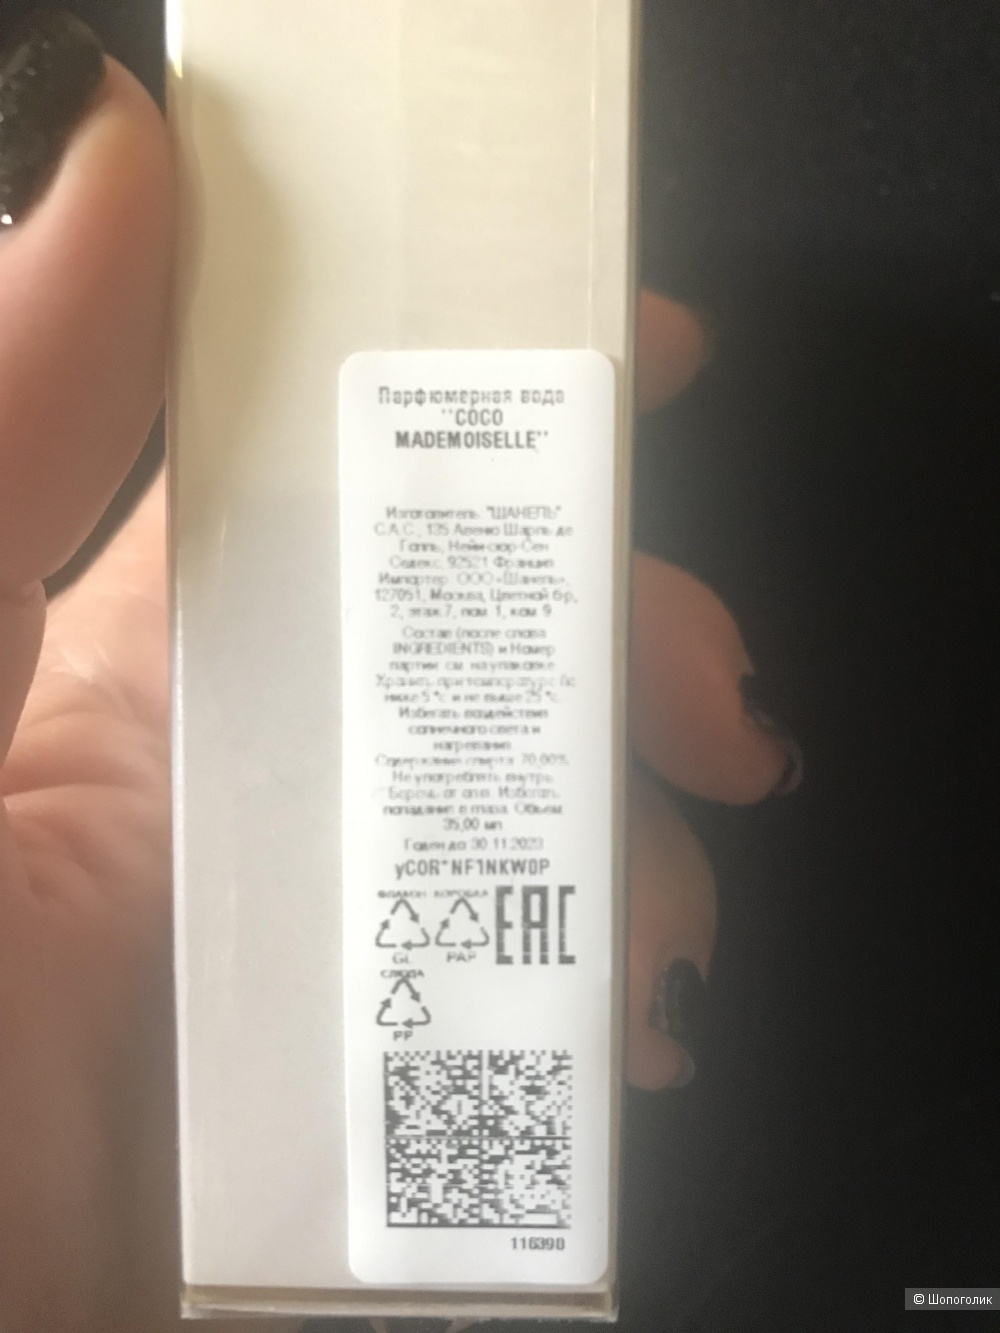 Парфюмерная вода
"COCO
MADEMOISELLE"
Изготовитель: "ШАНЕЛЬ"
С.А.С., 135 Авеню Шарль де
Голль, Нейи-сюр-Сен
Седекс, 92521 Франция
Импортер: ООО «Шанель»,
127051, Москва, Цветной б-р,
2, этаж 7, пом. 1, ком. 9
Состав (после слова
INGREDIENTS) и Номер
партии см. на упаковке.
Хранить при температуре не
ниже 5 °с и не выше 25 °с.
Избегать воздействия
солнечного света и
нагревания.
Содержание спирта: 70,00%
Не употреблять внутрь.
Беречь от огня. Избегать
попадания в глаза. Объем
35,00 мл
Годен до 30.11.2023
ФЛАКОН КОРОБКА
EAC
GL PAP
СЛЮДА
PP
116390
© Шопоголик